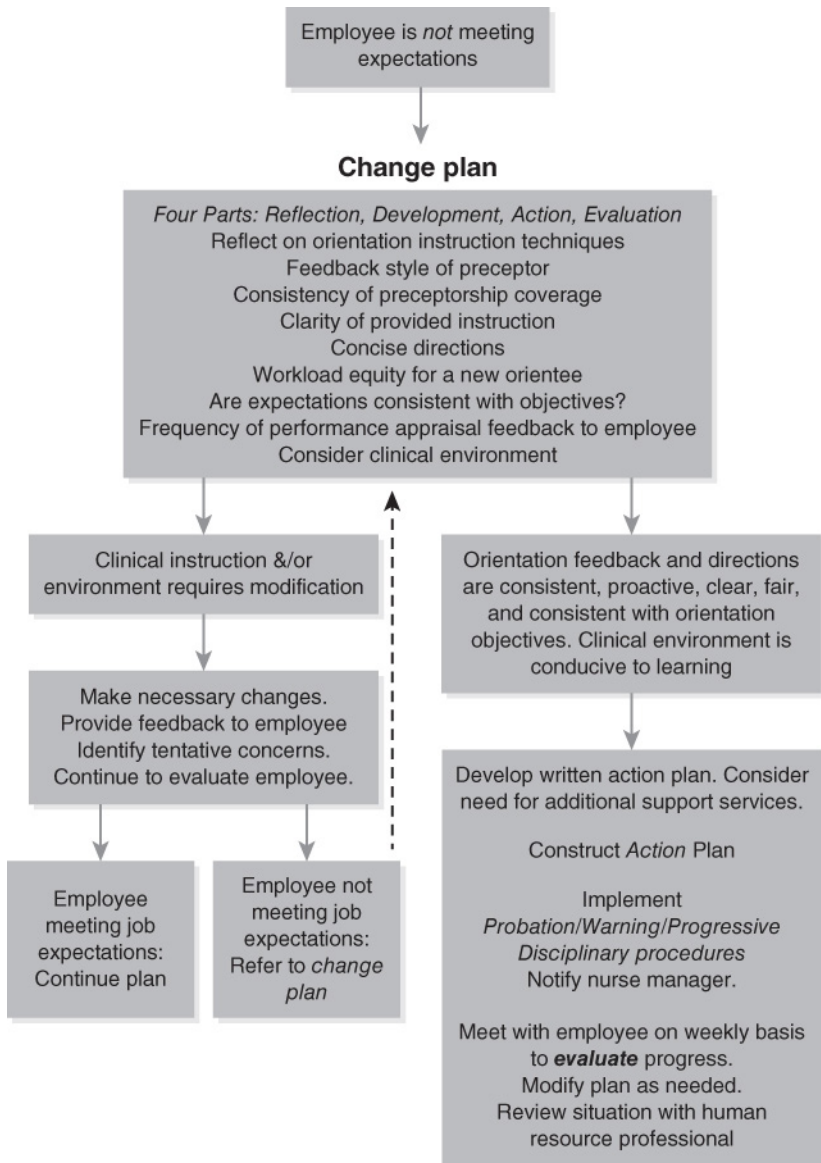 Employee is not meeting
expectations
Change plan
Four Parts: Reflection, Development, Action, Evaluation
Reflect on orientation instruction techniques
Feedback style of preceptor
Consistency of preceptorship coverage
Clarity of provided instruction
Concise directions
Workload equity for a new orientee
Are expectations consistent with objectives?
Frequency of performance appraisal feedback to employee
Consider clinical environment
Clinical instruction &/or
environment requires modification
Make necessary changes.
Provide feedback to employee
Identify tentative concerns.
Continue to evaluate employee.
Employee
meeting job
expectations:
Continue plan
Employee not
meeting job
expectations:
Refer to change
plan
Orientation feedback and directions
are consistent, proactive, clear, fair,
and consistent with orientation
objectives. Clinical environment is
conducive to learning
Develop written action plan. Consider
need for additional support services.
Construct Action Plan
Implement
Probation/Warning/Progressive
Disciplinary procedures
Notify nurse manager.
Meet with employee on weekly basis
to evaluate progress.
Modify plan as needed.
Review situation with human
resource professional